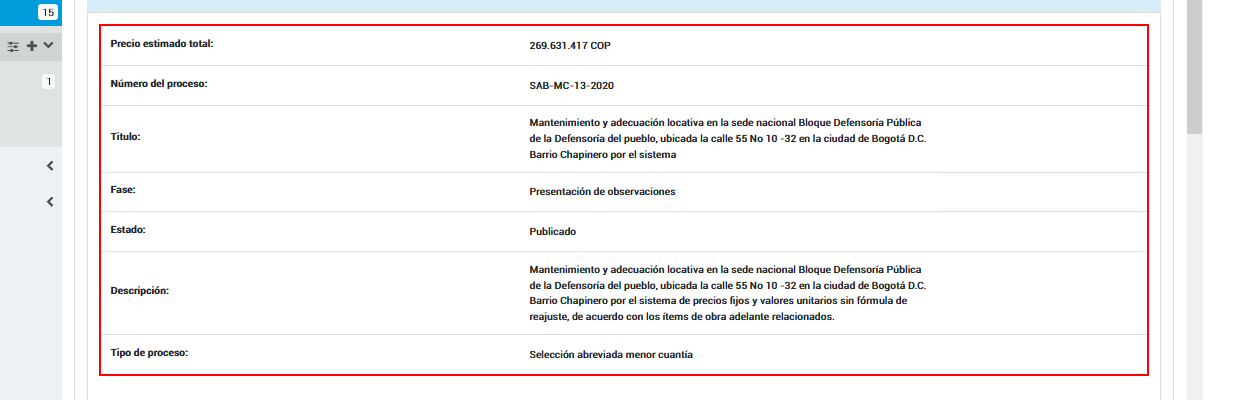 15
1
Precio estimado total:
269.631.417 COP
Número del proceso:
SAB-MC-13-2020
Titulo:
Mantenimiento y adecuación locativa en la sede nacional Bloque Defensoría Pública
de la Defensoría del pueblo, ubicada la calle 55 No 10 -32 en la ciudad de Bogotá D.C.
Barrio Chapinero por el sistema
Fase:
Presentación de observaciones
Estado:
Publicado
Descripción:
Mantenimiento y adecuación locativa en la sede nacional Bloque Defensoría Pública
de la Defensoría del pueblo, ubicada la calle 55 No 10 -32 en la ciudad de Bogotá D.C.
Barrio Chapinero por el sistema de precios fijos y valores unitarios sin fórmula de
reajuste, de acuerdo con los ítems de obra adelante relacionados.
Tipo de proceso:
Selección abreviada menor cuantía